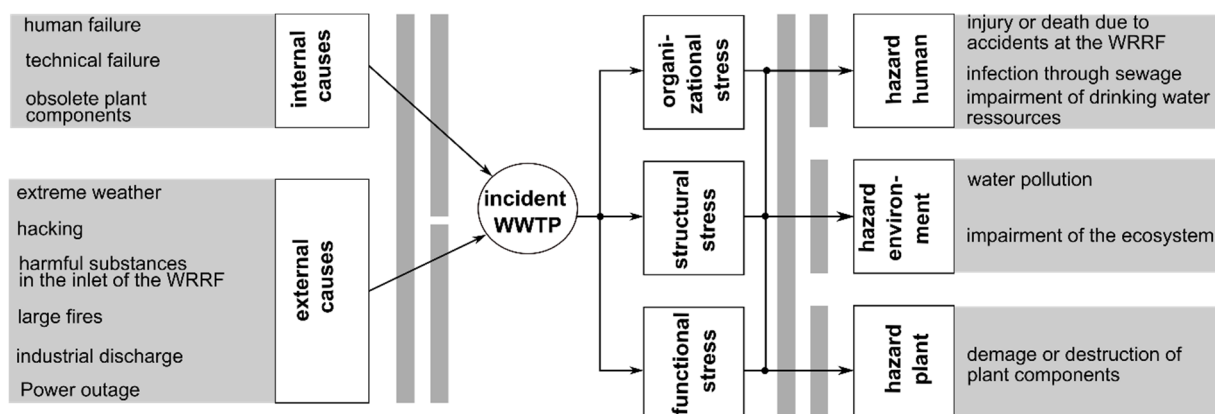 human failure
technical failure
obsolete plant
components
internal
causes
extreme weather
hacking
harmful substances
in the inlet of the WRRF
large fires
industrial discharge
Power outage
external
causes
incident
WWTP
organi-
zational
stress
structural
stress
functional
stress
hazard
human
injury or death due to
accidents at the WRRF
infection through sewage
impairment of drinking water
ressources
hazard
environ-
ment
water pollution
impairment of the ecosystem
hazard
plant
demage or destruction of
plant components